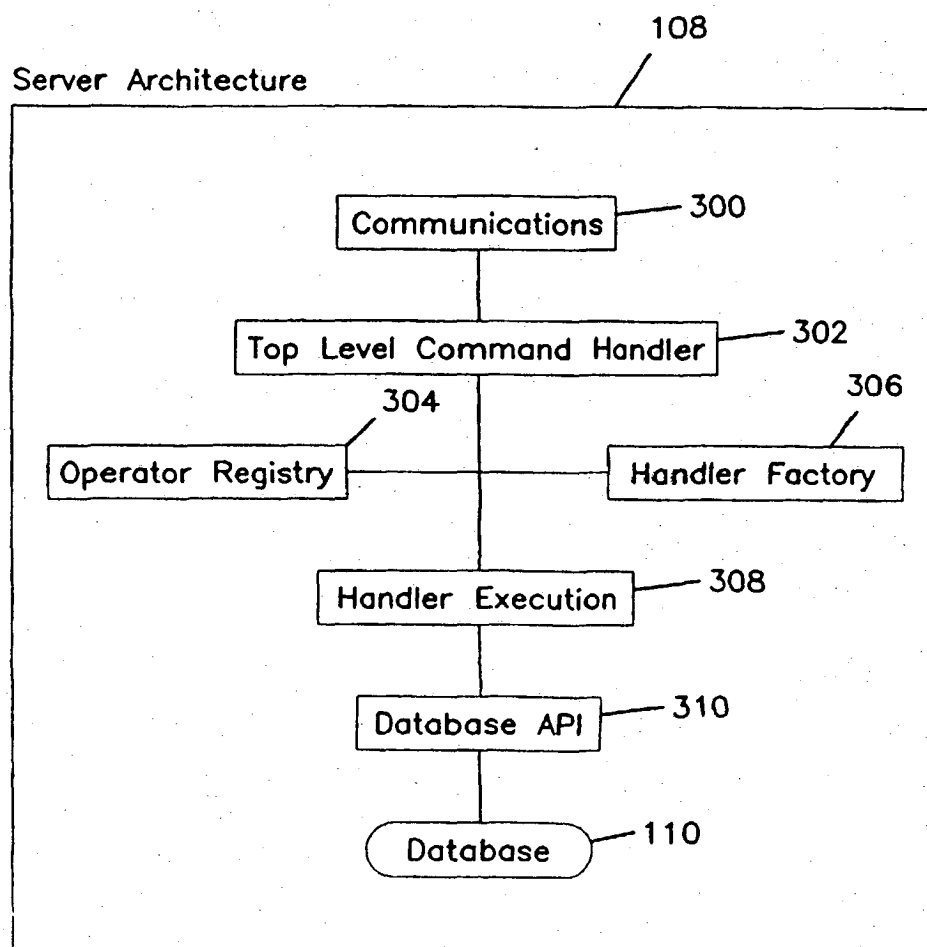 108
Server Architecture
Communications
300
Top Level Command Handler
302
304
306
Operator Registry
Handler Factory
Handler Execution
308
Database API
310
Database
110